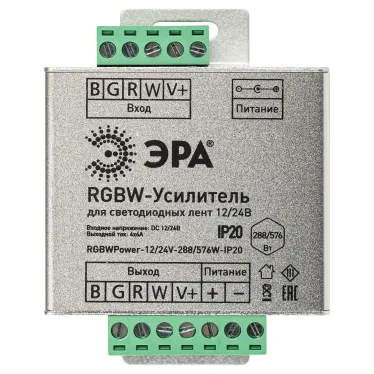 B G R W V+
Вход
Питание
ЭРА®
RGBW-Усилитель
для светодиодных лент 12/24В
Входное напряжение: DC 12/24В
Выходной ток: 4x6А
IP20
288/576
Вт
RGBWPower-12/24V-288/576W-IP20
Выход
Питание
B G R W V+ + -
EAC